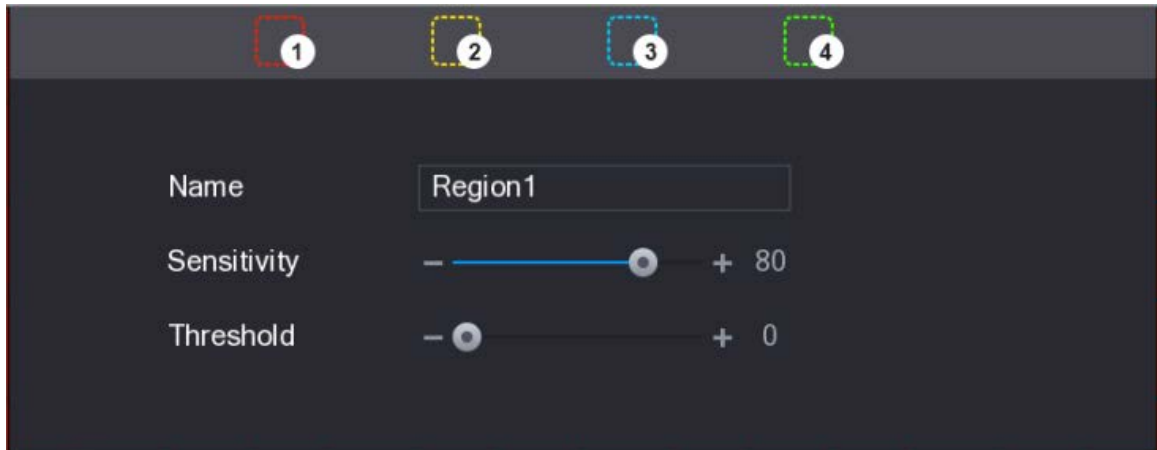 1 2 3 4
Name Region1
Sensitivity - + 80
Threshold - + 0